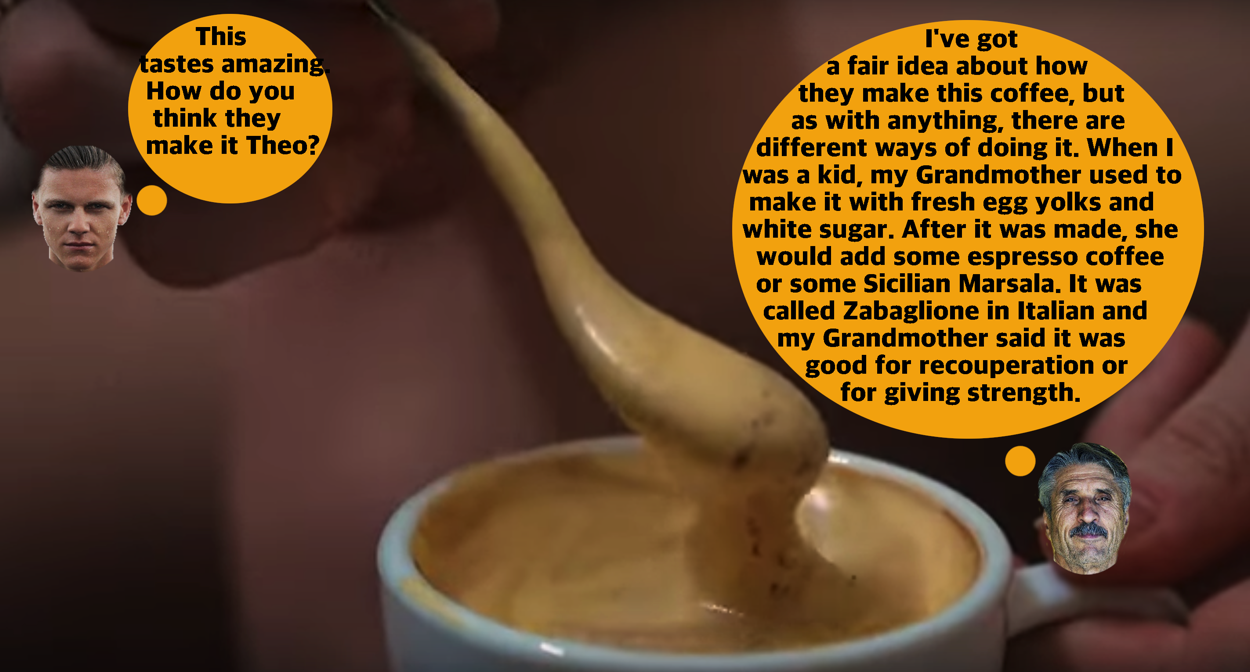 This
tastes amazing.
How do you
think they
make it Theo?
I've got
a fair idea about how
they make this coffee, but
as with anything, there are
different ways of doing it. When I
was a kid, my Grandmother used to
make it with fresh egg yolks and
white sugar. After it was made, she
would add some espresso coffee
or some Sicilian Marsala. It was
called Zabaglione in Italian and
my Grandmother said it was
good for recouperation or
for giving strength.